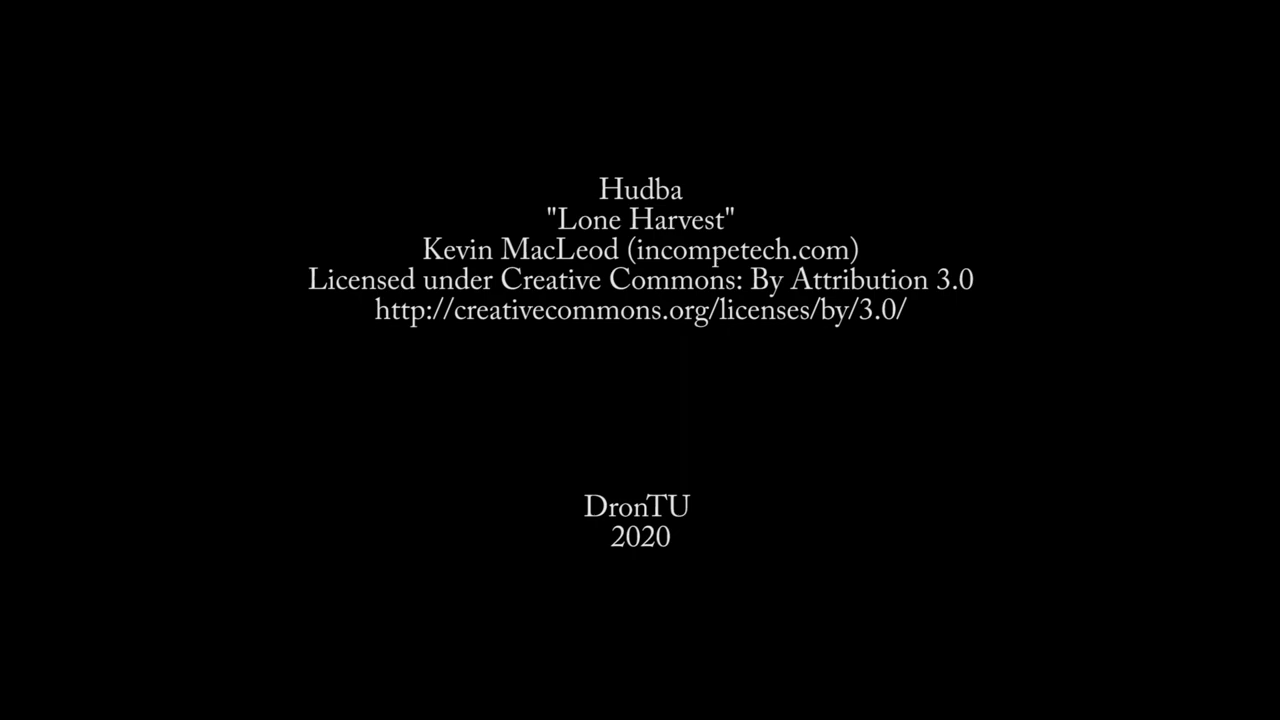 Hudba
"Lone Harvest"
Kevin MacLeod (incompetech.com)
Licensed under Creative Commons: By Attribution 3.0
http://creativecommons.org/licenses/by/3.0/
DronTU
2020